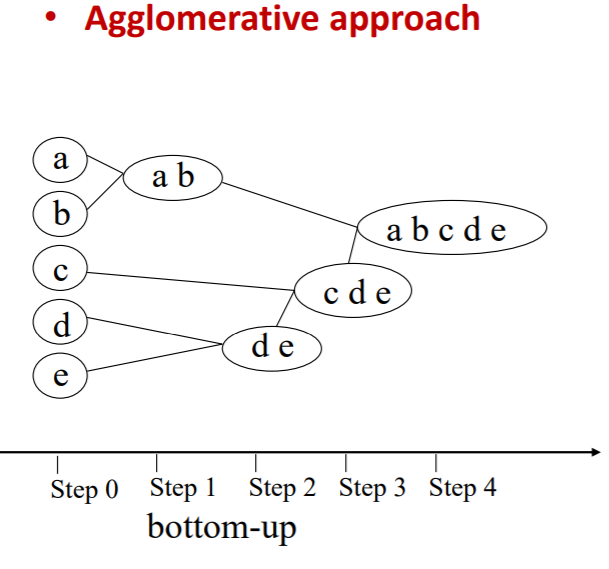 • Agglomerative approach
a
a b
b
a b c d e
c
c d e
d
d e
e
Step 0 Step 1 Step 2 Step 3 Step 4
bottom-up